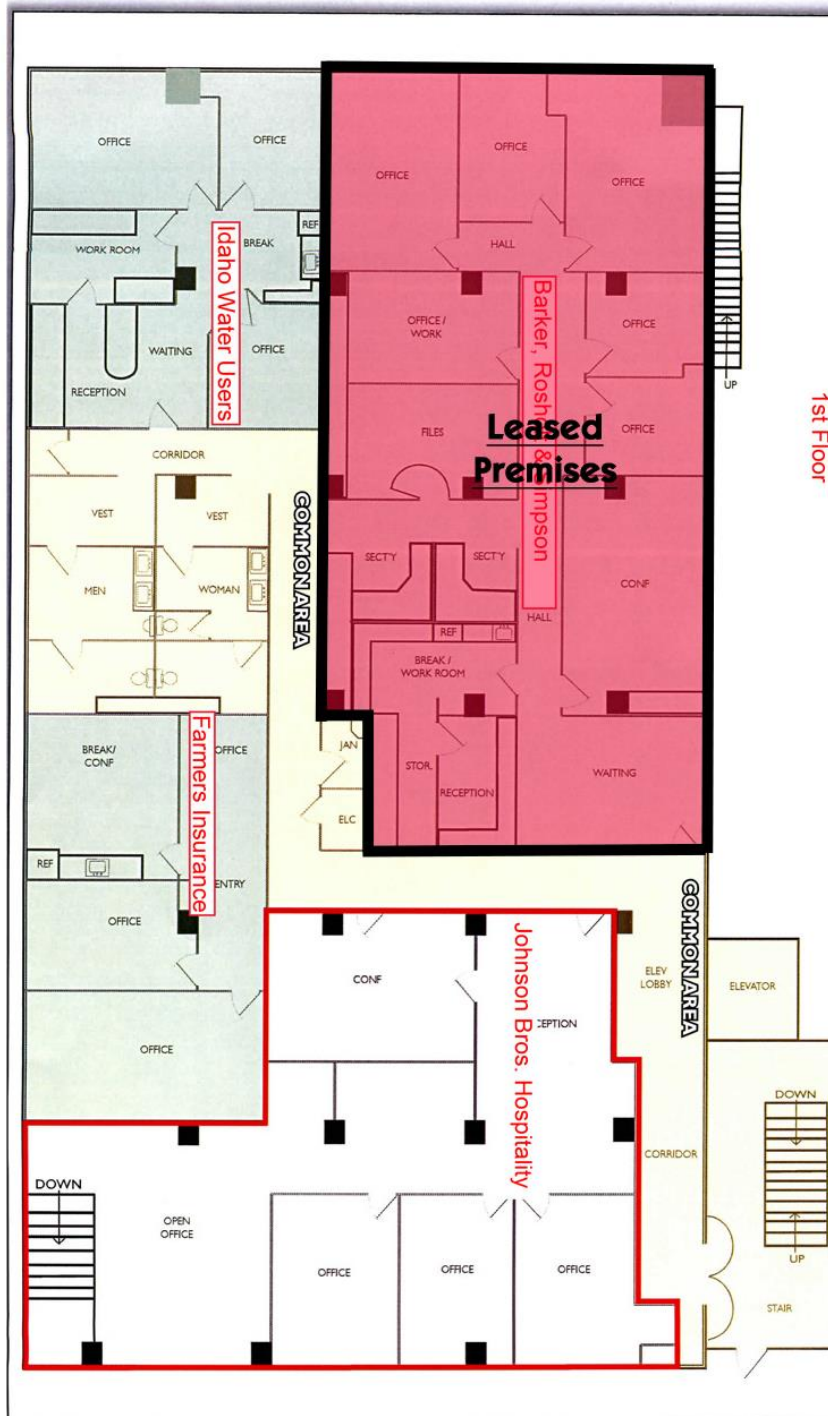 OFFICE
OFFICE
OFFICE
OFFICE
OFFICE
WORK ROOM
BREAK
REF
HALL
Idaho Water Users
WAITING
OFFICE
RECEPTION
OFFICE /
WORK
OFFICE
UP
1st Floor
FILES
OFFICE
Barker, Rosholt & Simpson
Leased
Premises
CORRIDOR
VEST
VEST
COMMON AREA
MEN
WOMAN
SECT'Y
SECT'Y
CONF
HALL
REF
BREAK /
WORK ROOM
BREAK/
CONF
OFFICE
Farmers Insurance
JAN
STOR.
RECEPTION
WAITING
ELC
REF
ENTRY
OFFICE
COMMON AREA
CONF
Johnson Bros. Hospitality
ELEV
LOBBY
ELEVATOR
OFFICE
DOWN
CORRIDOR
DOWN
OPEN
OFFICE
OFFICE
OFFICE
OFFICE
UP
STAIR